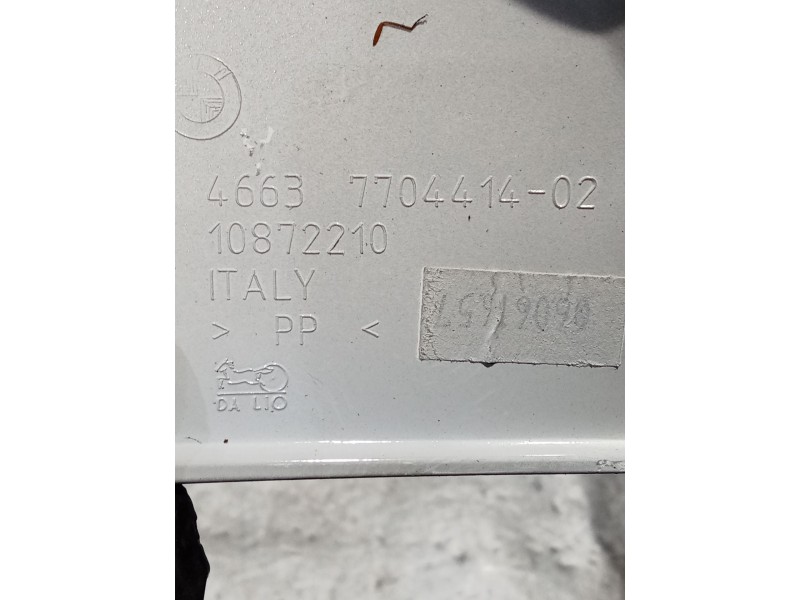 4663 7704414-02
10872210
ITALY
> PP <
DA LIO